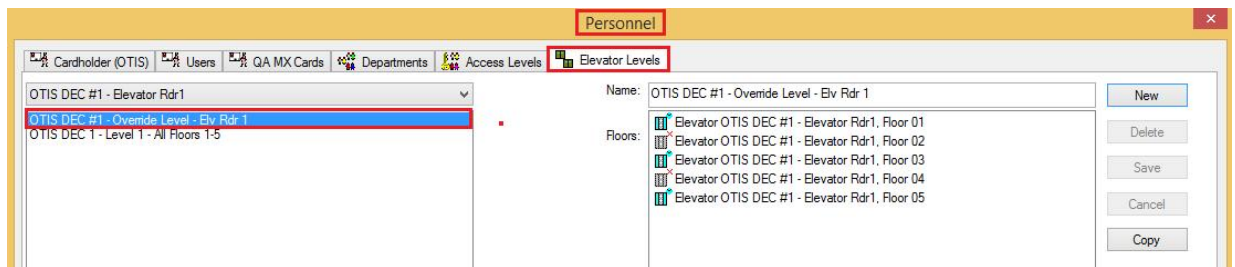 Personnel
Cardholder (OTIS) Users QA MX Cards Departments Access Levels Elevator Levels
OTIS DEC #1 - Elevator Rdr1
OTIS DEC #1 - Override Level - Elv Rdr 1
OTIS DEC 1 - Level 1 - All Floors 1-5
Name: OTIS DEC #1 - Override Level - Elv Rdr 1
Floors:
Elevator OTIS DEC #1 - Elevator Rdr1, Floor 01
Elevator OTIS DEC #1 - Elevator Rdr1, Floor 02
Elevator OTIS DEC #1 - Elevator Rdr1, Floor 03
Elevator OTIS DEC #1 - Elevator Rdr1, Floor 04
Elevator OTIS DEC #1 - Elevator Rdr1, Floor 05
New
Delete
Save
Cancel
Copy